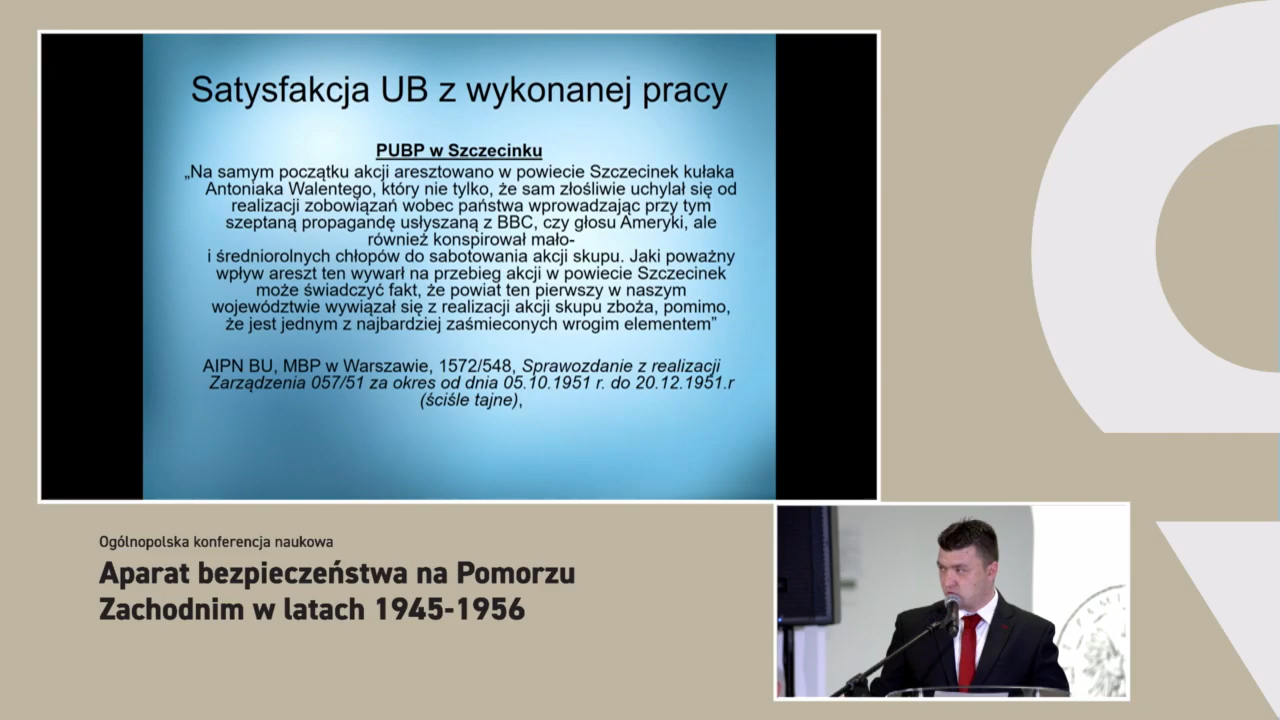 Satysfakcja UB z wykonanej pracy
PUBP w Szczecinku
„Na samym początku akcji aresztowano w powiecie Szczecinek kułaka
Antoniaka Walentego, który nie tylko, że sam złośliwie uchylał się od
realizacji zobowiązań wobec państwa wprowadzając przy tym
szeptaną propagandę usłyszaną z BBC, czy głosu Ameryki, ale
również konspirował mało-
i średniorolnych chłopów do sabotowania akcji skupu. Jaki poważny
wpływ areszt ten wywarł na przebieg akcji w powiecie Szczecinek
może świadczyć fakt, że powiat ten pierwszy w naszym
województwie wywiązał się z realizacji akcji skupu zboża, pomimo,
że jest jednym z najbardziej zaśmieconych wrogim elementem”
AIPN BU, MBP w Warszawie, 1572/548, Sprawozdanie z realizacji
Zarządzenia 057/51 za okres od dnia 05.10.1951 r. do 20.12.1951.r
(ściśle tajne),
Ogólnopolska konferencja naukowa
Aparat bezpieczeństwa na Pomorzu
Zachodnim w latach 1945-1956